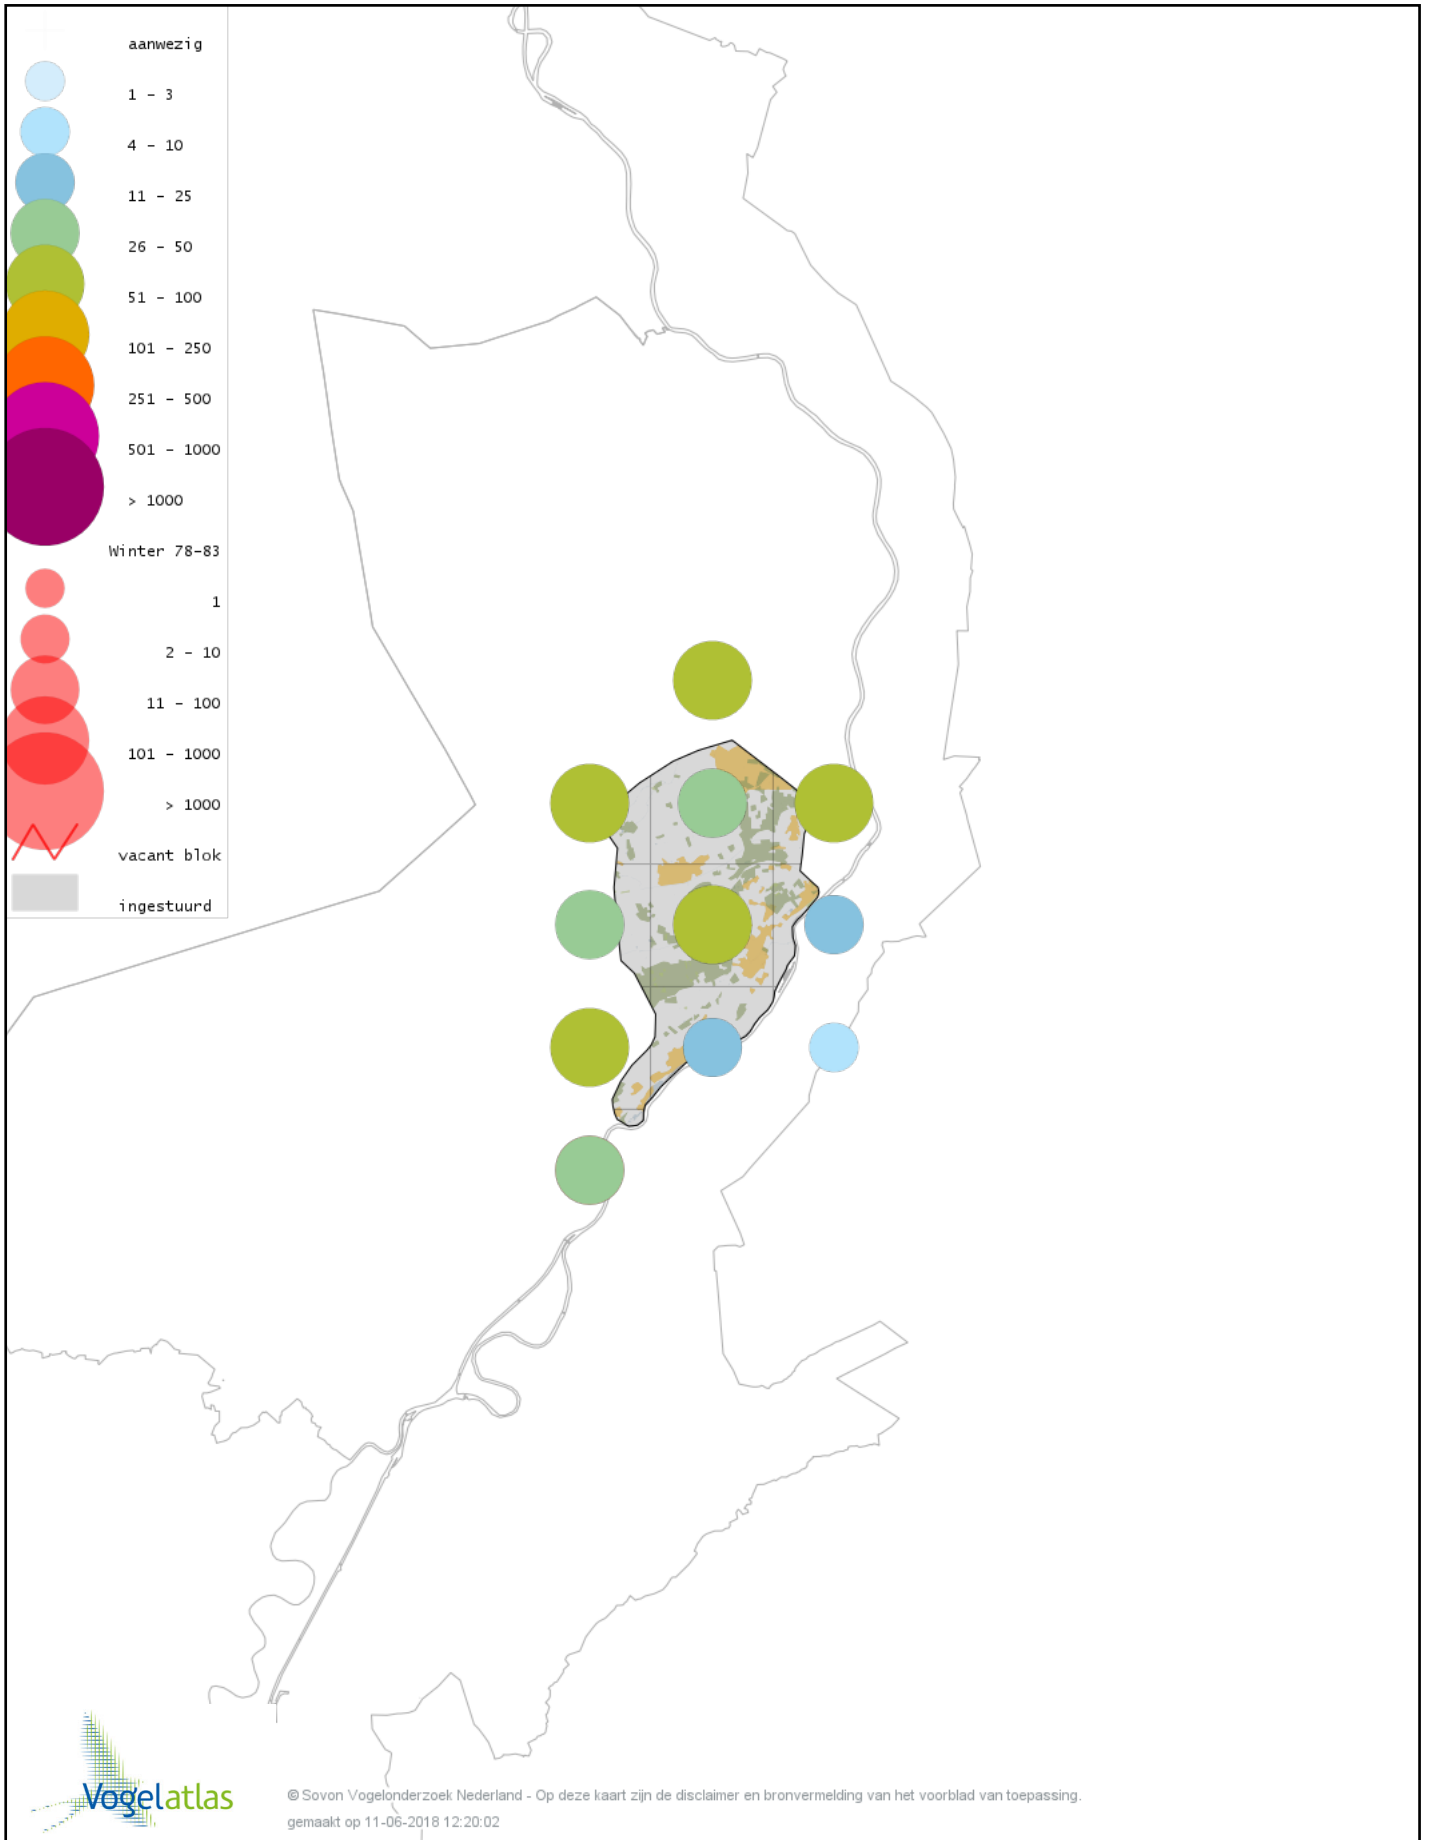 aanwezig
1 - 3
4 - 10
11 - 25
26 - 50
51 - 100
101 - 250
251 - 500
501 - 1000
> 1000
Winter 78-83
1
2 - 10
11 - 100
101 - 1000
> 1000
vacant blok
ingestuurd
Vogelatlas
© Sovon Vogelonderzoek Nederland - Op deze kaart zijn de disclaimer en bronvermelding van het voorblad van toepassing.
gemaakt op 11-06-2018 12:20:02